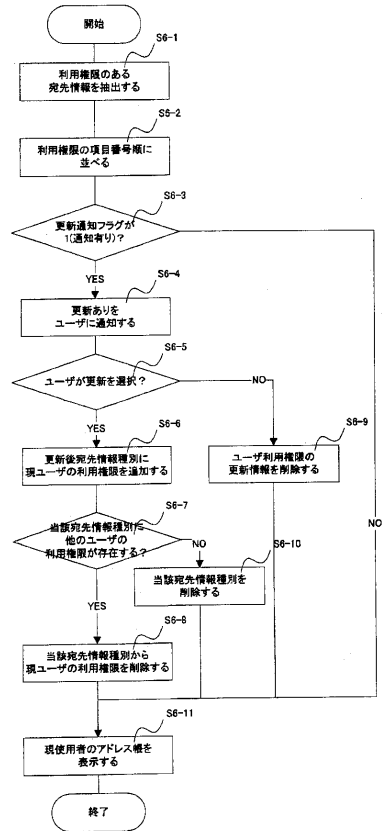 開始
S6-1
利用権限のある
宛先情報を抽出する
S6-2
利用権限の項目番号順に
並べる
S6-3
更新通知フラグが
1(通知有り)?
YES
S6-4
更新ありを
ユーザに通知する
S6-5
ユーザが更新を選択?
NO
YES
S6-6
更新後宛先情報種別に
現ユーザの利用権限を追加する
S6-9
ユーザ利用権限の
更新情報を削除する
S6-7
当該宛先情報種別に
他のユーザの
利用権限が存在する?
NO
NO
S6-10
当該宛先情報種別を
削除する
YES
S6-8
当該宛先情報種別から
現ユーザの利用権限を削除する
S6-11
現使用者のアドレス帳を
表示する
終了